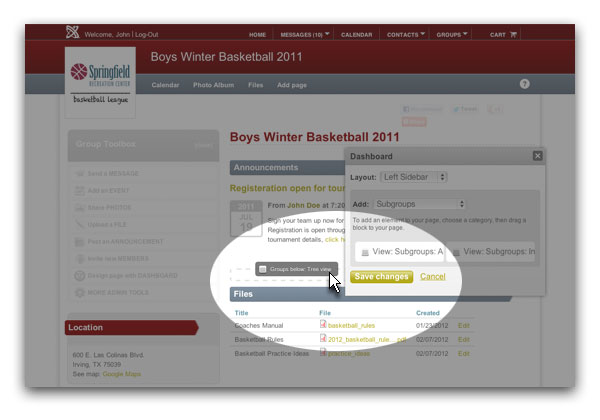 Welcome, John | Log-Out
HOME MESSAGES (10) CALENDAR CONTACTS GROUPS CART
Boys Winter Basketball 2011
Springfield
RECREATION CENTER
basketball league
Calendar Photo Album Files Add page
?
Tweet
Boys Winter Basketball 2011
Group Toolbox
Send a MESSAGE
Add an EVENT
Share PHOTOS
Upload a FILE
Post an ANNOUNCEMENT
Invite new MEMBERS
Design page with DASHBOARD
MORE ADMIN TOOLS
Location
600 E. Las Colinas Blvd.
Irving, TX 75039
See map: Google Maps
Announcements
Registeration open for tour
2011
JUL
19
From John Doe at 7:20
Sign your team up now for
Registration is open through
tournament details, click h
Dashboard
Layout: Left Sidebar
Add: Subgroups
To add an element to your page, choose a category, then drag a
block to your page.
View: Subgroups: A View: Subgroups: In
Save changes Cancel
Groups below: Tree view
Files
Title File Created
Coaches Manual basketball_rules 01/23/2012 Edit
Basketball Rules 2012_basketball_rule... .pdf 02/07/2012 Edit
Basketball Practice Ideas practice_ideas 02/07/2012 Edit